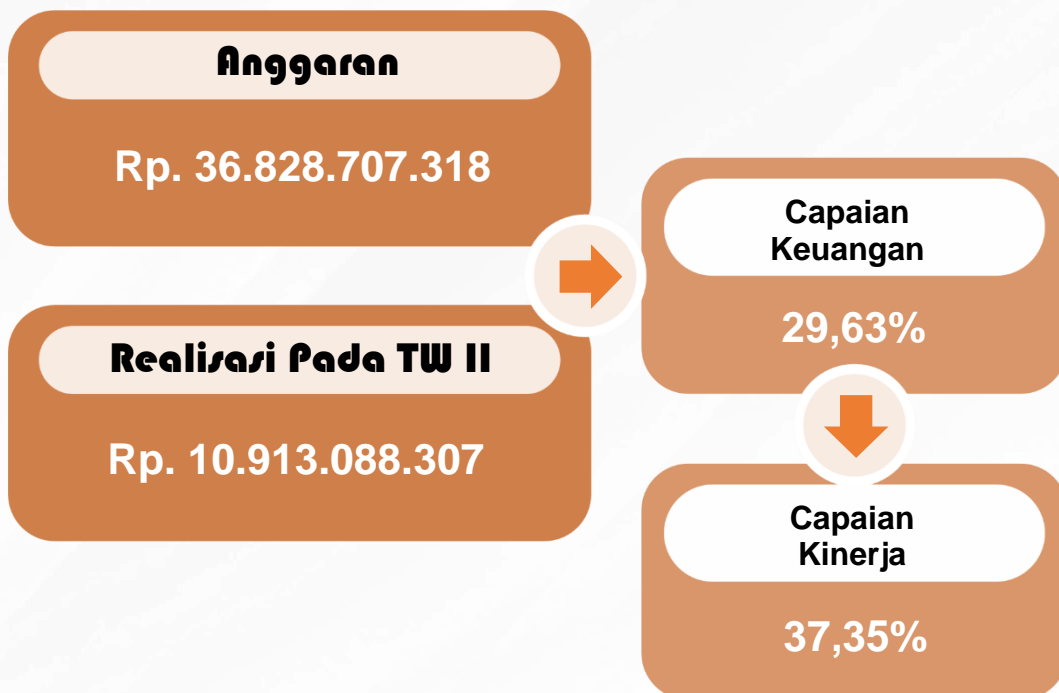 Anggaran
Rp. 36.828.707.318
Realisasi Pada TW II
Rp. 10.913.088.307
Capaian
Keuangan
29,63%
Capaian
Kinerja
37,35%